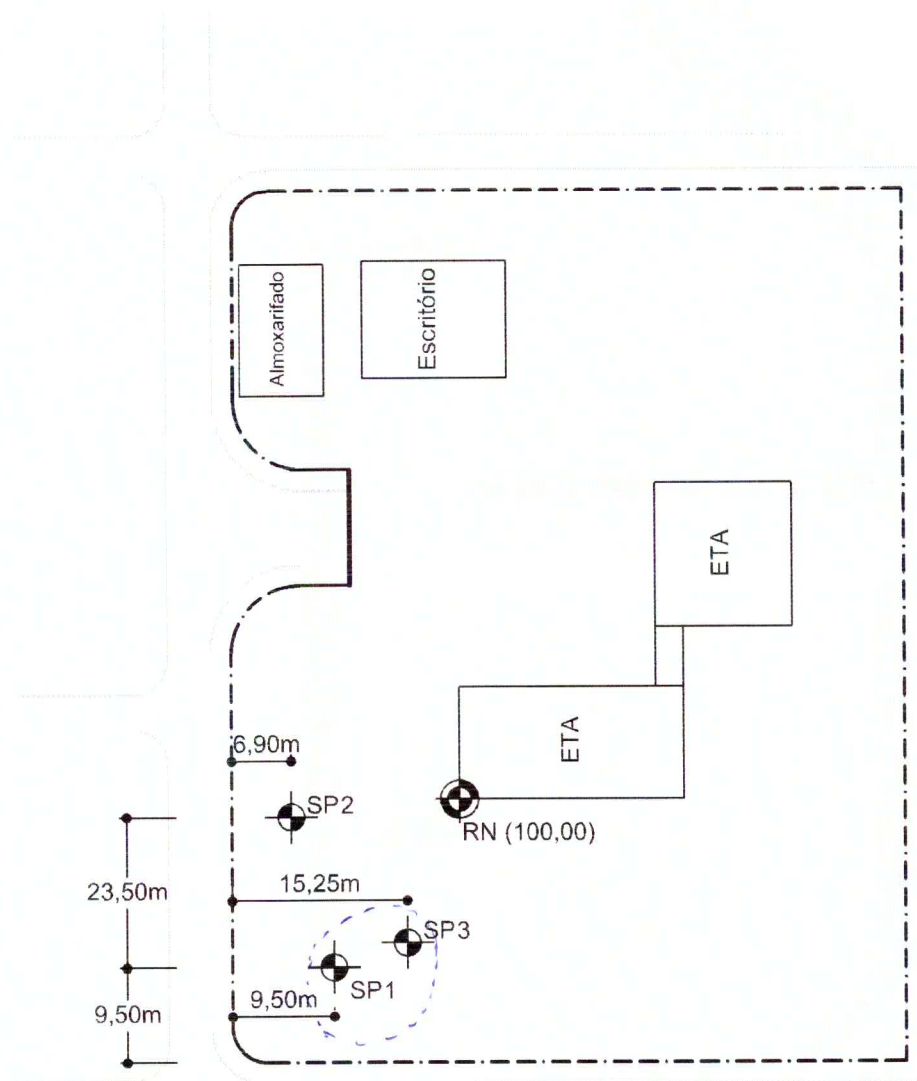 Almoxarifado
Escritório
ETA
ETA
6,90m
SP2
RN (100,00)
23,50m
15,25m
SP3
SP1
9,50m
9,50m